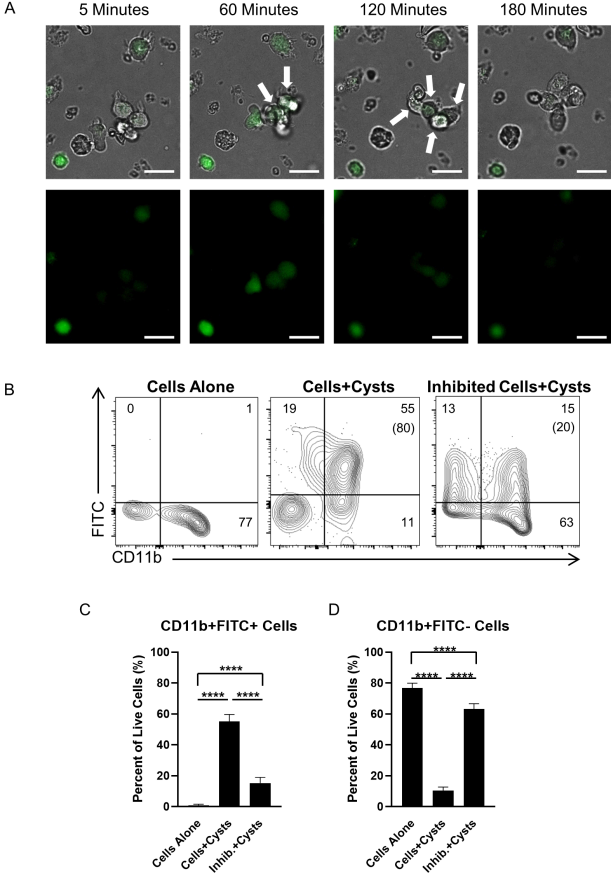 A
5 Minutes 60 Minutes 120 Minutes 180 Minutes
B
Cells Alone Cells+Cysts Inhibited Cells+Cysts
0 1 19 55 13 15
(80) (20)
77 11 63
FITC
CD11b
C
CD11b+FITC+ Cells
Percent of Live Cells (%)
100
80
60
40
20
0
****
**** ****
Cells Alone
Cells+Cysts
Inhib.+Cysts
D
CD11b+FITC- Cells
Percent of Live Cells (%)
100
80
60
40
20
0
****
**** ****
Cells Alone
Cells+Cysts
Inhib.+Cysts